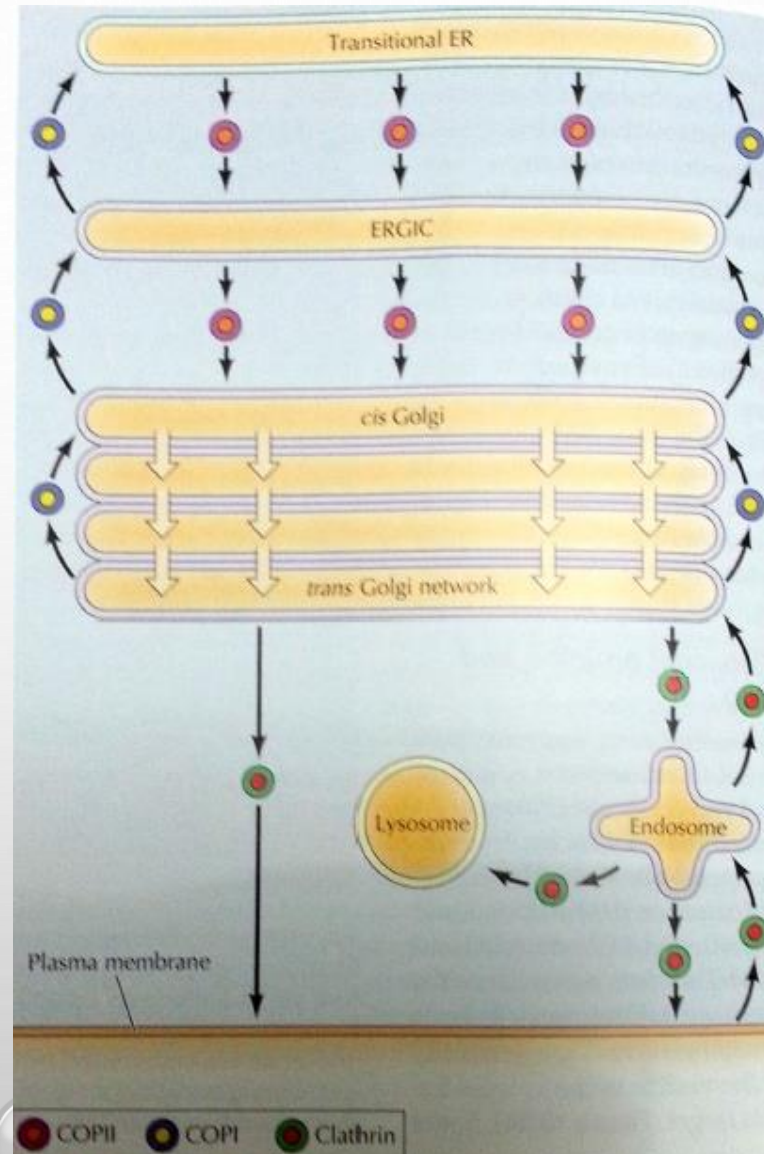 Transitional ER
ERGIC
cis Golgi
trans Golgi network
Lysosome
Endosome
Plasma membrane
COPII
COPI
Clathrin